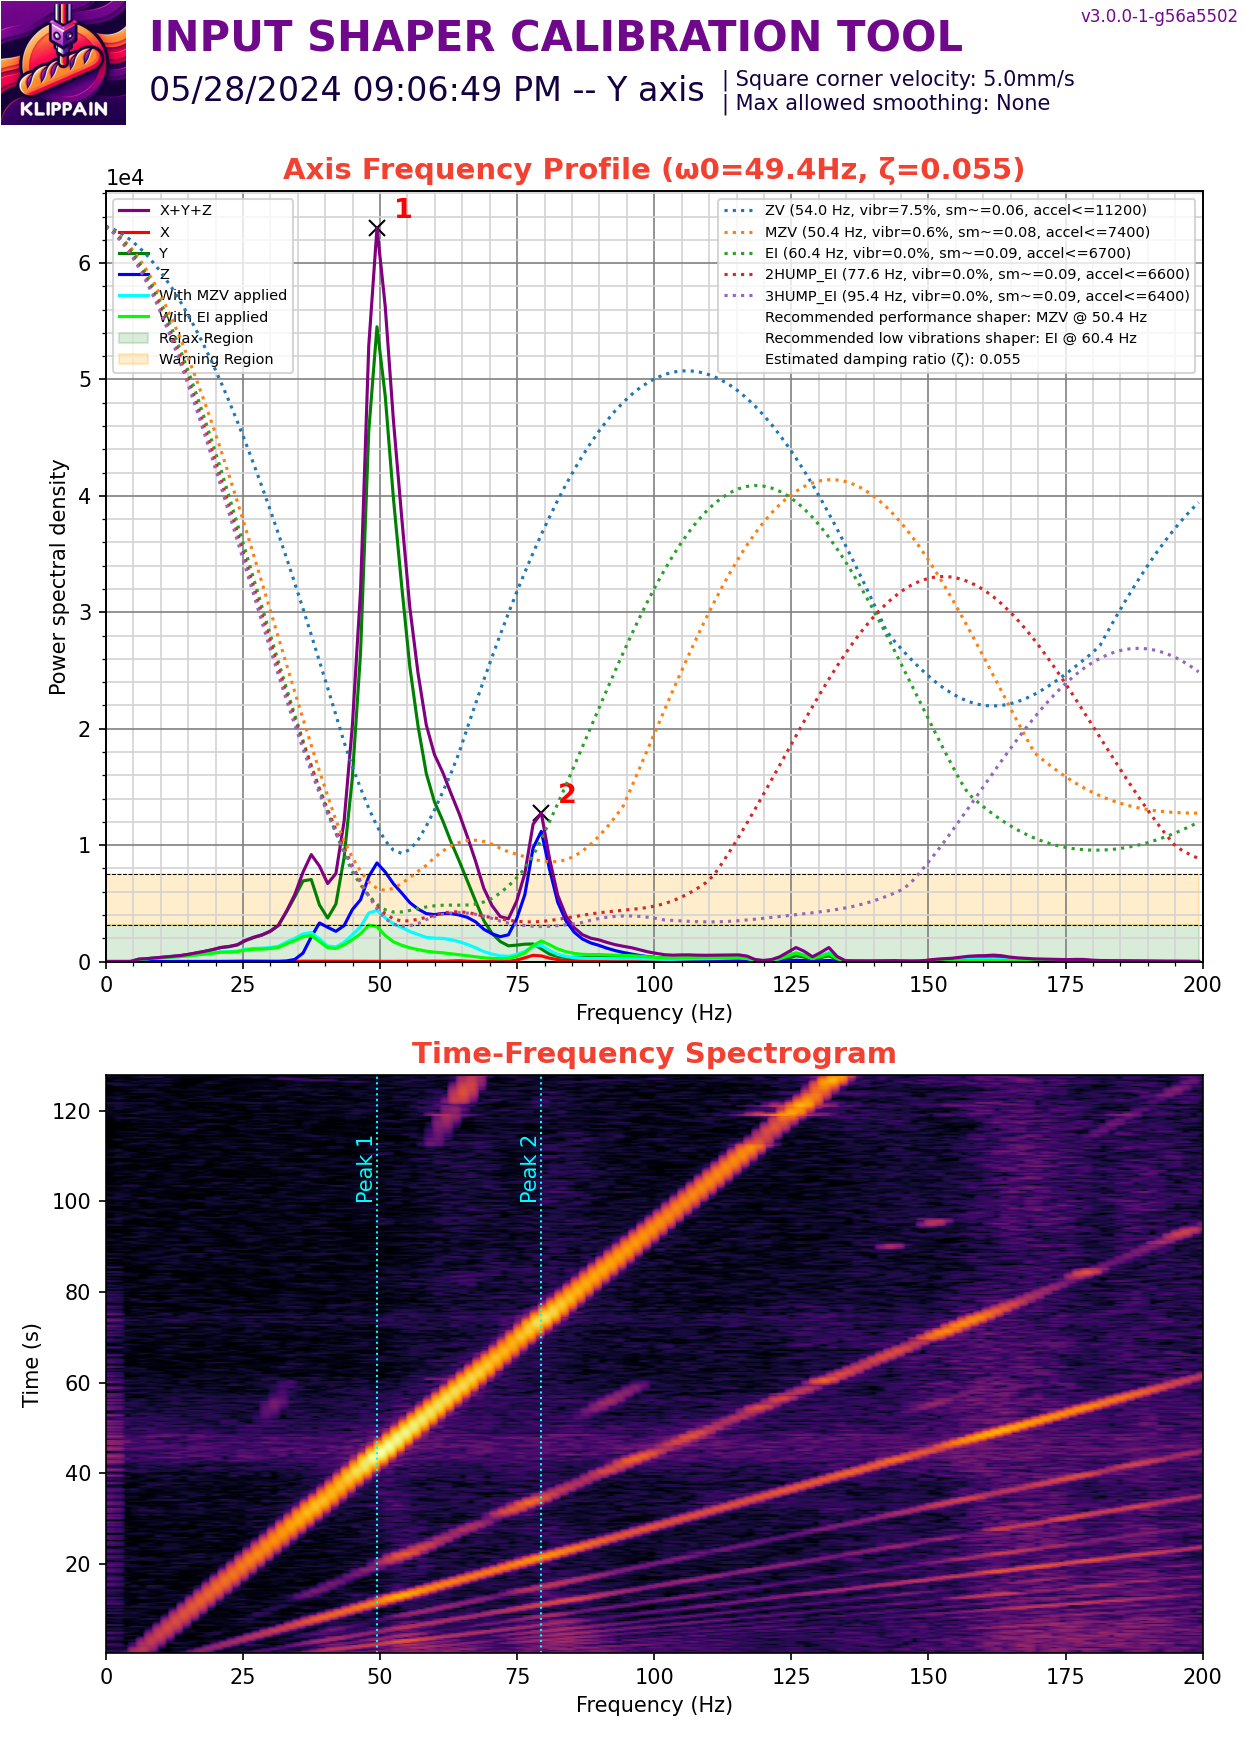 v3.0.0-1-g56a5502
INPUT SHAPER CALIBRATION TOOL
05/28/2024 09:06:49 PM -- Y axis
| Square corner velocity: 5.0mm/s
| Max allowed smoothing: None
KLIPPAIN
Axis Frequency Profile (ω0=49.4Hz, ζ=0.055)
1e4
X+Y+Z
X
Y
Z
With MZV applied
With EI applied
Relax Region
Warning Region
ZV (54.0 Hz, vibr=7.5%, sm~=0.06, accel<=11200)
MZV (50.4 Hz, vibr=0.6%, sm~=0.08, accel<=7400)
EI (60.4 Hz, vibr=0.0%, sm~=0.09, accel<=6700)
2HUMP_EI (77.6 Hz, vibr=0.0%, sm~=0.09, accel<=6600)
3HUMP_EI (95.4 Hz, vibr=0.0%, sm~=0.09, accel<=6400)
Recommended performance shaper: MZV @ 50.4 Hz
Recommended low vibrations shaper: EI @ 60.4 Hz
Estimated damping ratio (ζ): 0.055
1
2
6
5
4
3
2
1
0
Power spectral density
0 25 50 75 100 125 150 175 200
Frequency (Hz)
Time-Frequency Spectrogram
Peak 1
Peak 2
120
100
80
60
40
20
Time (s)
0 25 50 75 100 125 150 175 200
Frequency (Hz)